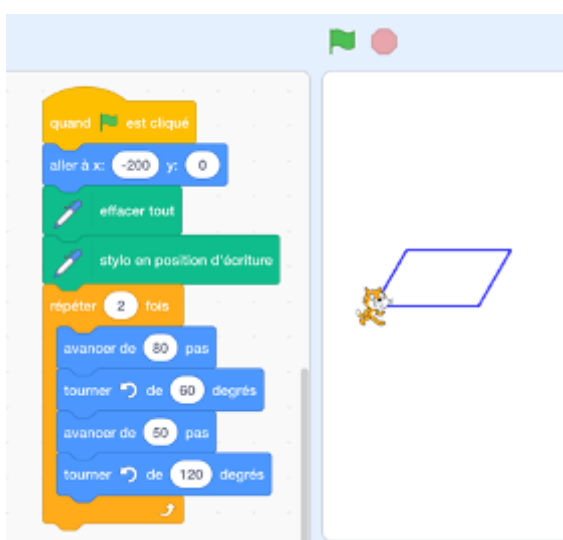 quand est cliqué
aller à x: -200 y: 0
effacer tout
stylo en position d'écriture
répéter 2 fois
avancer de 80 pas
tourner de 60 degrés
avancer de 50 pas
tourner de 120 degrés